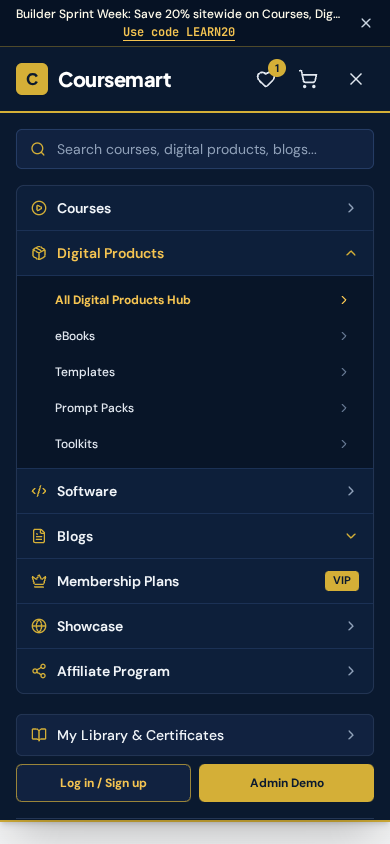 Builder Sprint Week: Save 20% sitewide on Courses, Dig...
Use code LEARN20
C Coursemart
1
Search courses, digital products, blogs...
Courses
Digital Products
All Digital Products Hub
eBooks
Templates
Prompt Packs
Toolkits
Software
Blogs
Membership Plans VIP
Showcase
Affiliate Program
My Library & Certificates
Log in / Sign up Admin Demo